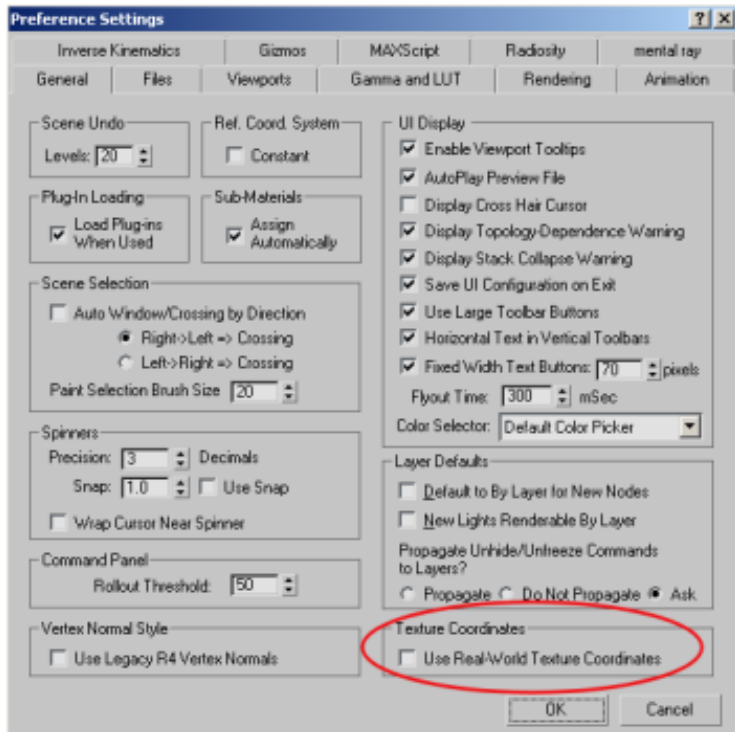 Preference Settings
Inverse Kinematics Gizmos MAXScript Radiosity mental ray
General Files Viewports Gamma and LUT Rendering Animation
Scene Undo
Levels: 20
Ref. Coord. System
Constant
Plug-In Loading
Load Plug-ins
When Used
Sub-Materials
Assign
Automatically
Scene Selection
Auto Window/Crossing by Direction
Right->Left => Crossing
Left->Right => Crossing
Paint Selection Brush Size 20
Spinners
Precision: 3 Decimals
Snap: 1.0 Use Snap
Wrap Cursor Near Spinner
Command Panel
Rollout Threshold: 50
Vertex Normal Style
Use Legacy R4 Vertex Normals
UI Display
Enable Viewport Tooltips
AutoPlay Preview File
Display Cross Hair Cursor
Display Topology-Dependence Warning
Display Stack Collapse Warning
Save UI Configuration on Exit
Use Large Toolbar Buttons
Horizontal Text in Vertical Toolbars
Fixed Width Text Buttons: 70 pixels
Flyout Time: 300 mSec
Color Selector: Default Color Picker
Layer Defaults
Default to By Layer for New Nodes
New Lights Renderable By Layer
Propagate Unhide/Unfreeze Commands
to Layers?
Propagate Do Not Propagate Ask
Texture Coordinates
Use Real-World Texture Coordinates
OK Cancel